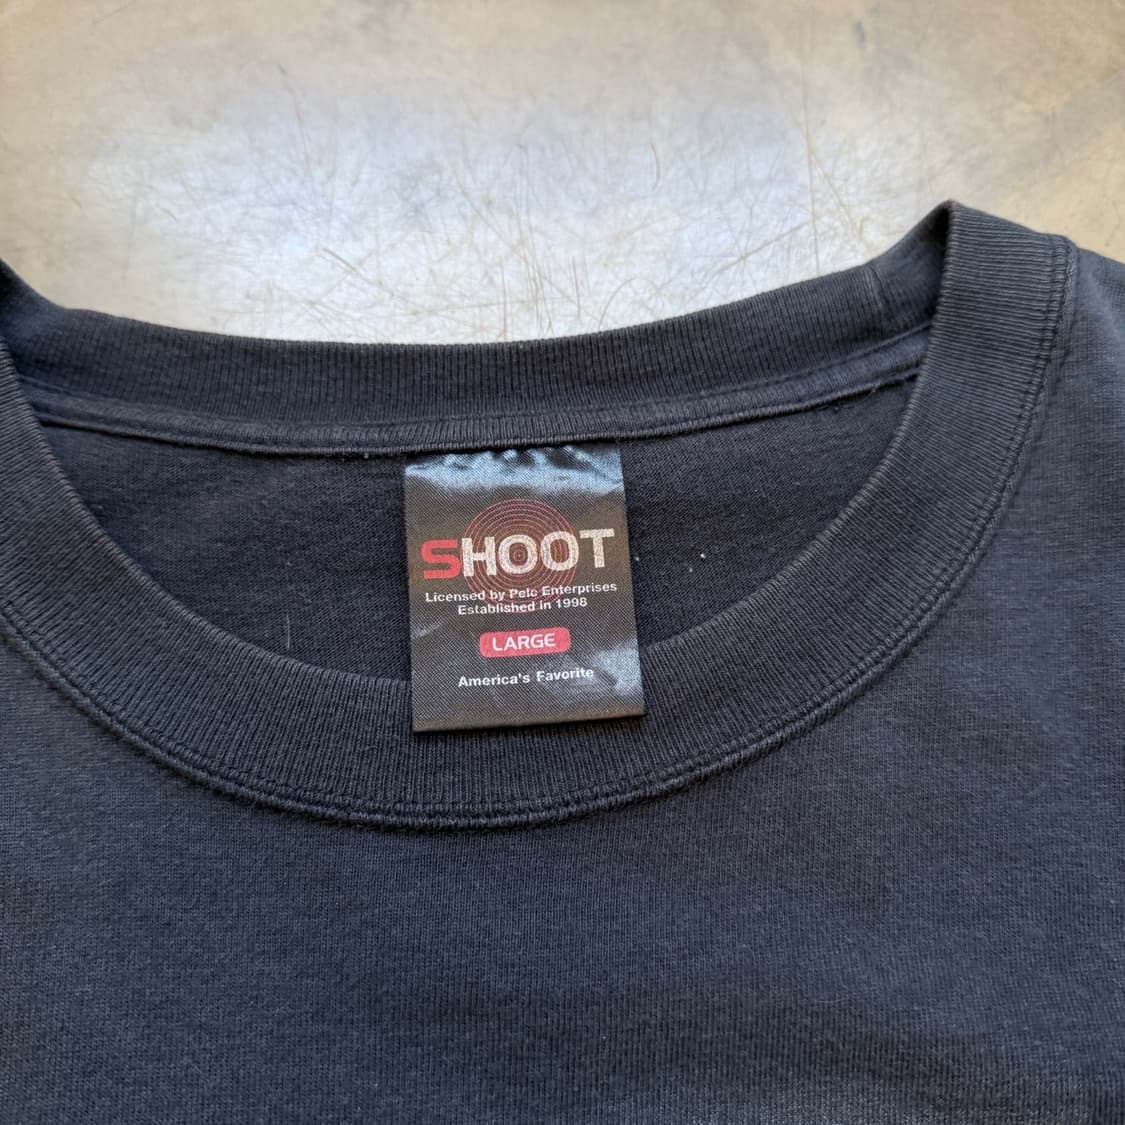 SHOOT
Licensed by Pelc Enterprises
Established in 1998
LARGE
America's Favorite